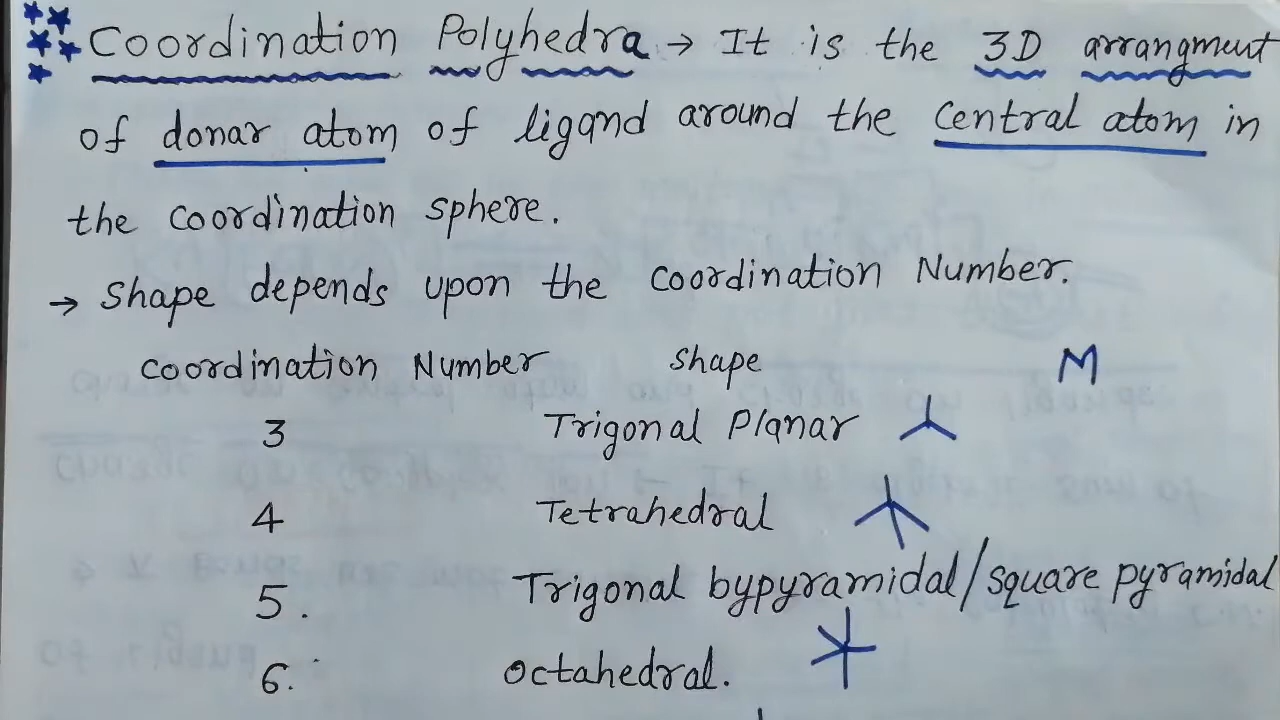 Coordination Polyhedra → It is the 3D arrangment
of donar atom of ligand around the central atom in
the coordination sphere.
→ Shape depends upon the coordination Number.
Coordination Number Shape M
3 Trigonal Planar
4 Tetrahedral
5. Trigonal bypyramidal/square pyramidal
6. Octahedral.